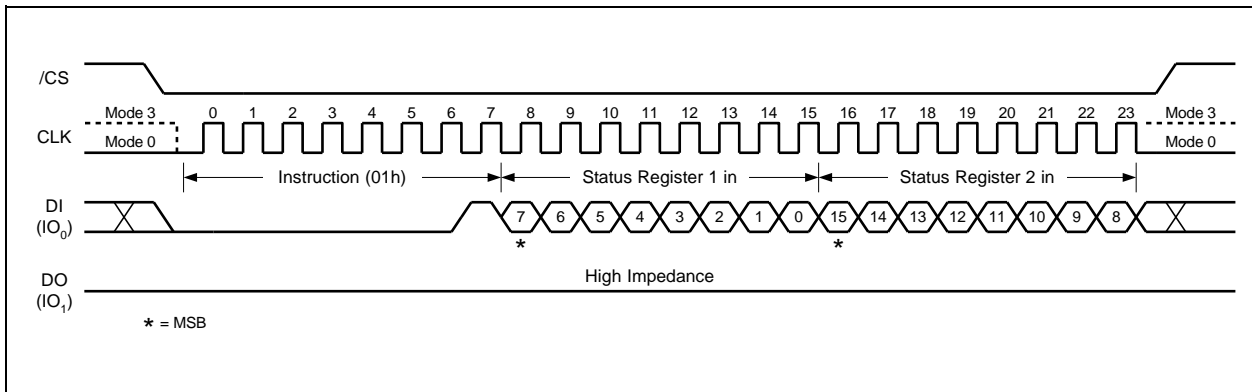 /CS
Mode 3 0 1 2 3 4 5 6 7 8 9 10 11 12 13 14 15 16 17 18 19 20 21 22 23 Mode 3
CLK Mode 0 Mode 0
Instruction (01h) Status Register 1 in Status Register 2 in
DI
(IO₀) 7 6 5 4 3 2 1 0 15 14 13 12 11 10 9 8
* *
High Impedance
DO
(IO₁)
* = MSB